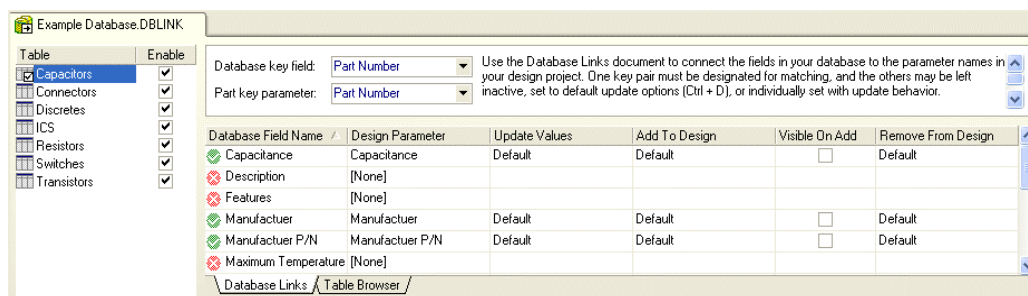 Example Database.DBLINK
Table Enable
Capacitors
Connectors
Discretes
ICS
Resistors
Switches
Transistors
Database key field: Part Number
Part key parameter: Part Number
Use the Database Links document to connect the fields in your database to the parameter names in
your design project. One key pair must be designated for matching, and the others may be left
inactive, set to default update options (Ctrl + D), or individually set with update behavior.
Database Field Name Design Parameter Update Values Add To Design Visible On Add Remove From Design
Capacitance Capacitance Default Default Default
Description [None]
Features [None]
Manufactuer Manufactuer Default Default Default
Manufactuer P/N Manufactuer P/N Default Default Default
Maximum Temperature [None]
Database Links Table Browser